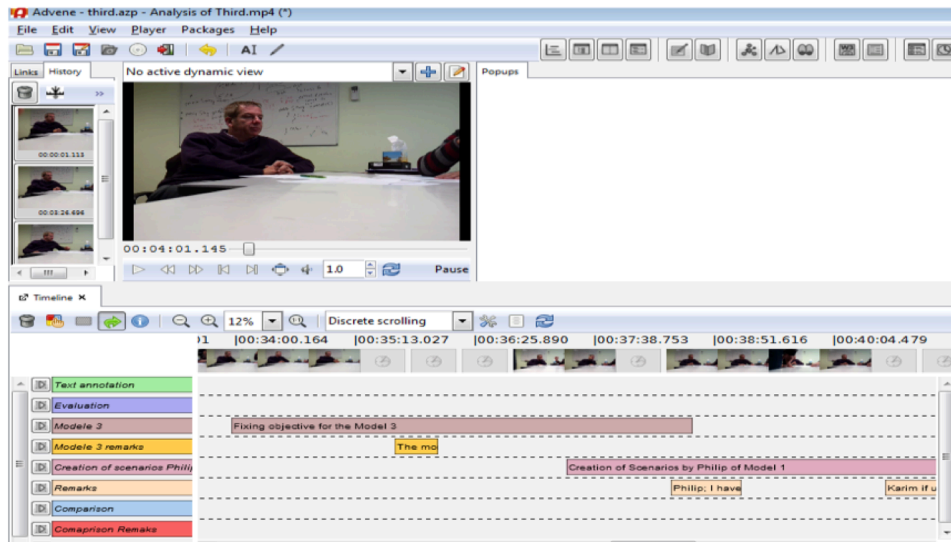 Advene - third.azp - Analysis of Third.mp4 (*)
File Edit View Player Packages Help
AI
Links History
No active dynamic view
Popups
00:00:01.113
00:03:26.696
00:04:01.145
1.0
Pause
Timeline
12%
Discrete scrolling
|00:34:00.164 |00:35:13.027 |00:36:25.890 |00:37:38.753 |00:38:51.616 |00:40:04.479
Text annotation
Evaluation
Modele 3 Fixing objective for the Model 3
Modele 3 remarks The mo
Creation of scenarios Philip Creation of Scenarios by Philip of Model 1
Remarks Philip; I have Karim if u
Comparison
Comaprison Remaks